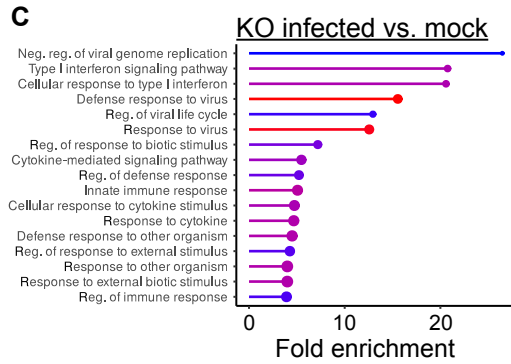 C
KO infected vs. mock
Neg. reg. of viral genome replication
Type I interferon signaling pathway
Cellular response to type I interferon
Defense response to virus
Reg. of viral life cycle
Response to virus
Reg. of response to biotic stimulus
Cytokine-mediated signaling pathway
Reg. of defense response
Innate immune response
Cellular response to cytokine stimulus
Response to cytokine
Defense response to other organism
Reg. of response to external stimulus
Response to other organism
Response to external biotic stimulus
Reg. of immune response
0 10 20
Fold enrichment